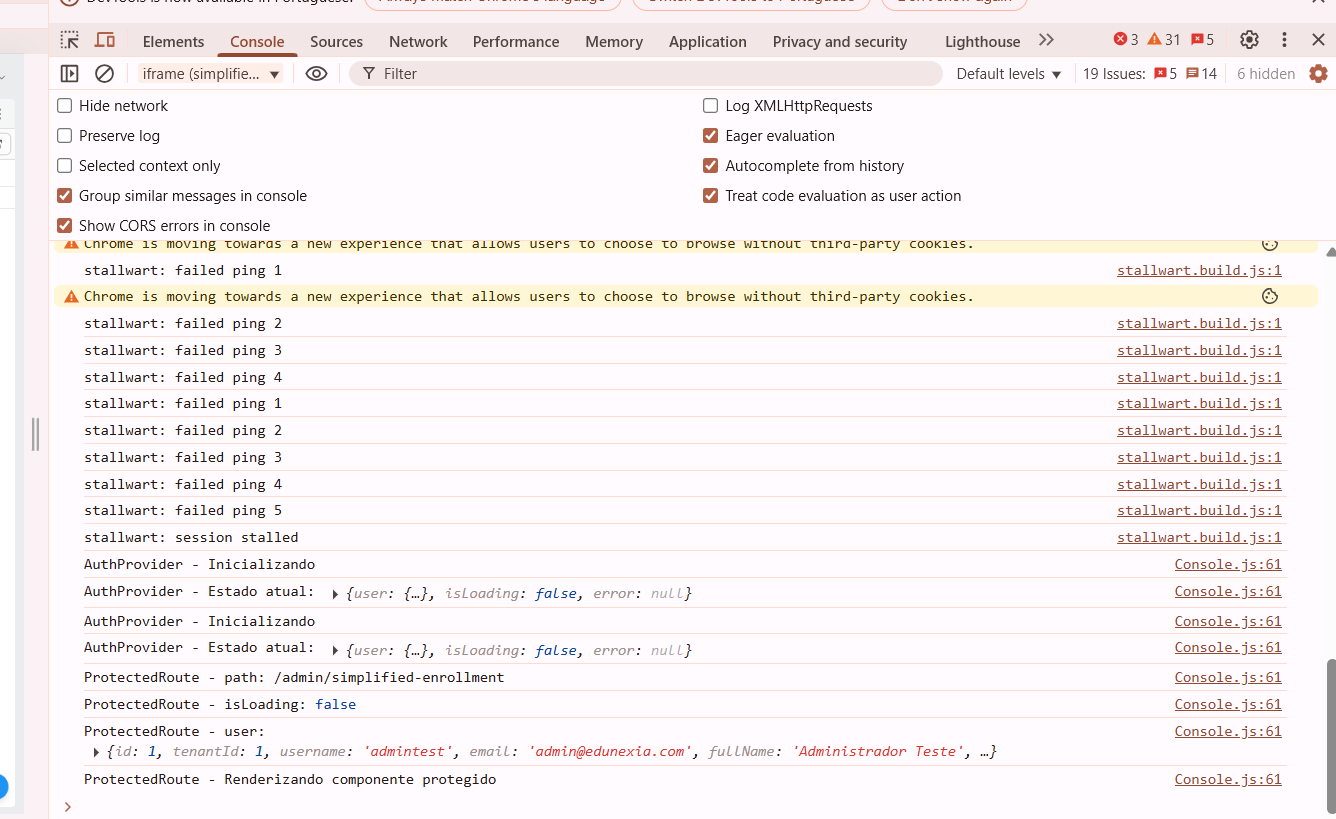 DevTools is now available in Portuguese! Always match Chrome's language Switch DevTools to Portuguese Don't show again
Elements Console Sources Network Performance Memory Application Privacy and security Lighthouse 3 31 5
iframe (simplifie... Filter Default levels 19 Issues: 5 14 6 hidden
Hide network Log XMLHttpRequests
Preserve log Eager evaluation
Selected context only Autocomplete from history
Group similar messages in console Treat code evaluation as user action
Show CORS errors in console
Chrome is moving towards a new experience that allows users to choose to browse without third-party cookies.
stallwart: failed ping 1 stallwart.build.js:1
Chrome is moving towards a new experience that allows users to choose to browse without third-party cookies.
stallwart: failed ping 2 stallwart.build.js:1
stallwart: failed ping 3 stallwart.build.js:1
stallwart: failed ping 4 stallwart.build.js:1
stallwart: failed ping 1 stallwart.build.js:1
stallwart: failed ping 2 stallwart.build.js:1
stallwart: failed ping 3 stallwart.build.js:1
stallwart: failed ping 4 stallwart.build.js:1
stallwart: failed ping 5 stallwart.build.js:1
stallwart: session stalled stallwart.build.js:1
AuthProvider - Inicializando Console.js:61
AuthProvider - Estado atual: {user: {…}, isLoading: false, error: null} Console.js:61
AuthProvider - Inicializando Console.js:61
AuthProvider - Estado atual: {user: {…}, isLoading: false, error: null} Console.js:61
ProtectedRoute - path: /admin/simplified-enrollment Console.js:61
ProtectedRoute - isLoading: false Console.js:61
ProtectedRoute - user: Console.js:61
{id: 1, tenantId: 1, username: 'admintest', email: 'admin@edunexia.com', fullName: 'Administrador Teste', …}
ProtectedRoute - Renderizando componente protegido Console.js:61